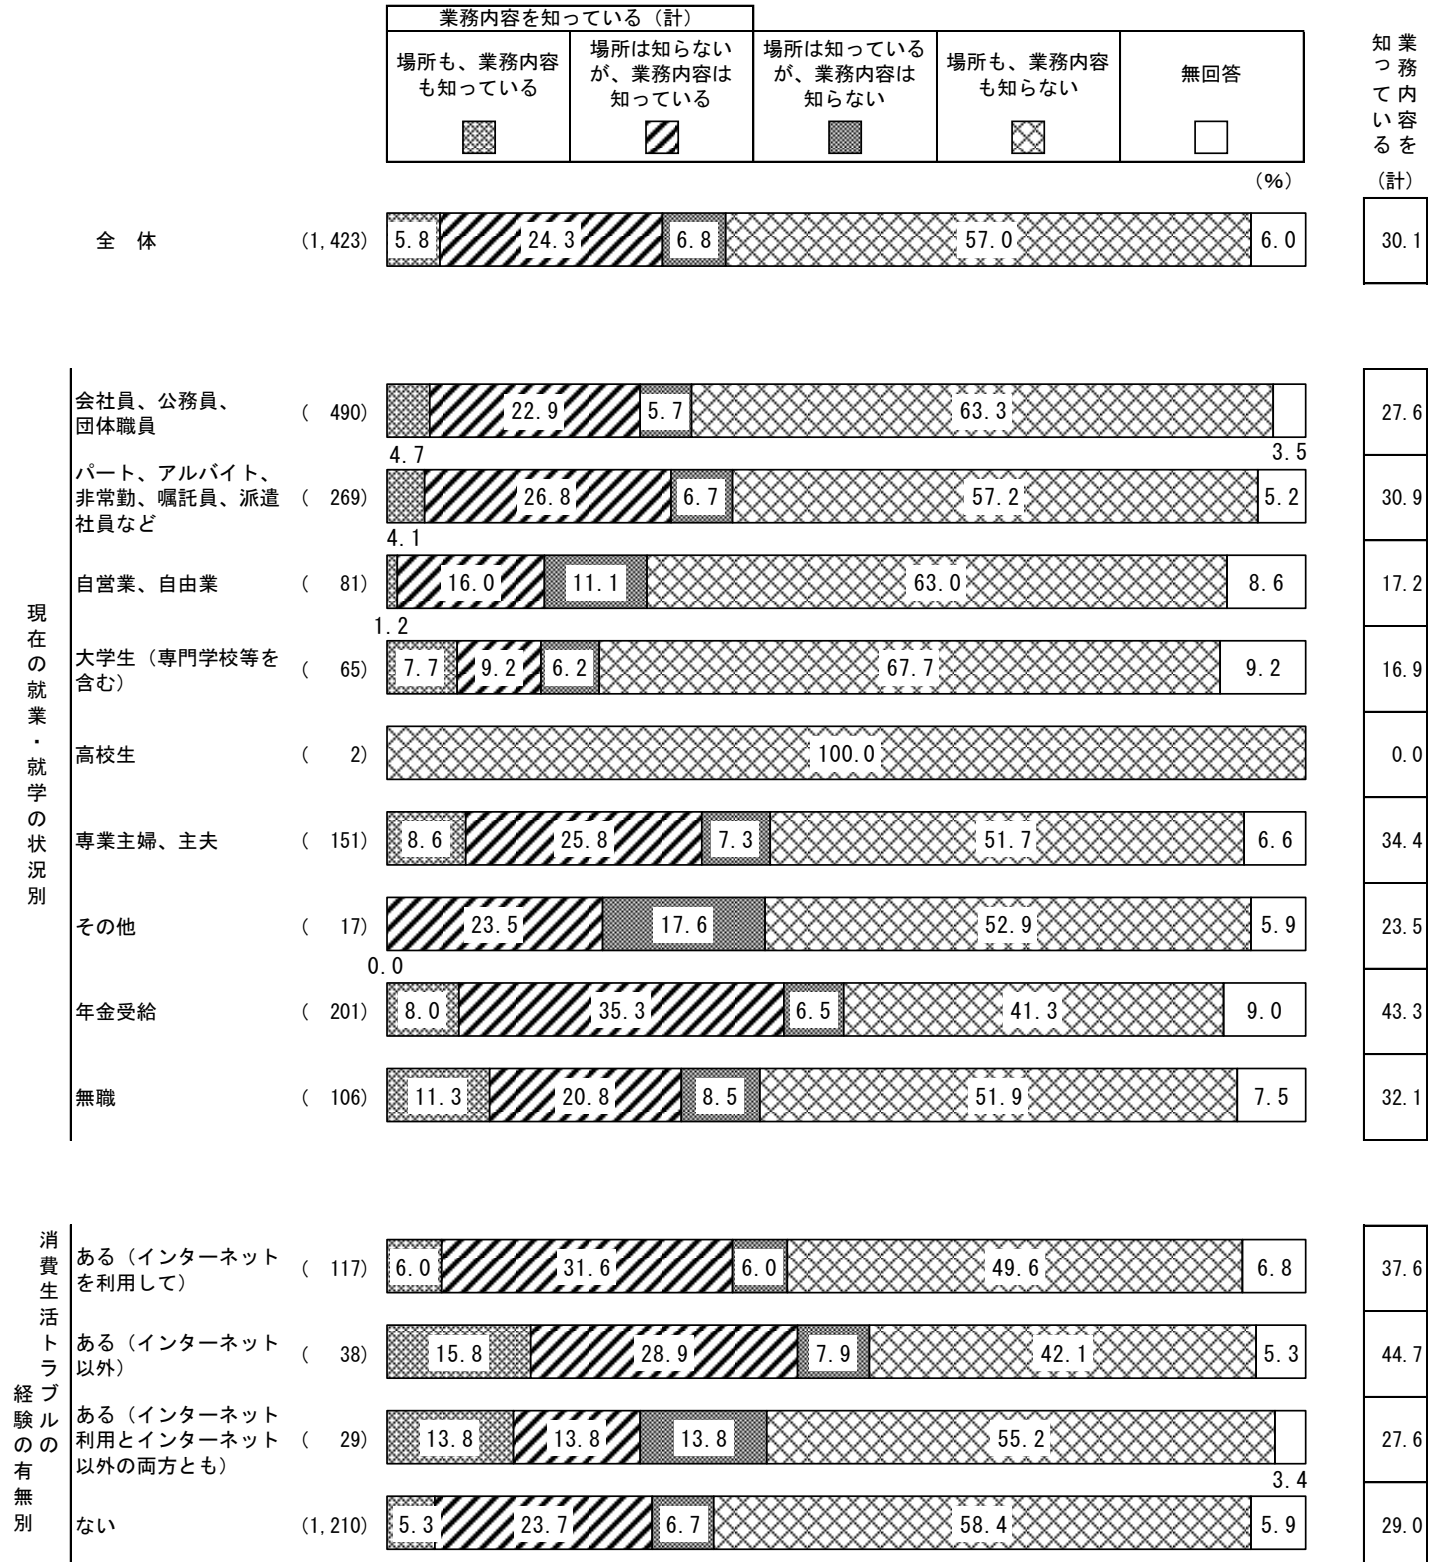 業務内容を知っている（計）
場所も、業務内容
も知っている
場所は知らない
が、業務内容は
知っている
場所は知っている
が、業務内容は
知らない
場所も、業務内容
も知らない
無回答
業務内容を
知っている
（計）
（%）
全　体　(1,423)　5.8　24.3　6.8　57.0　6.0　30.1
現在の就業・就学の状況別
会社員、公務員、
団体職員
(　490)　4.7　22.9　5.7　63.3　3.5　27.6
パート、アルバイト、
非常勤、嘱託員、派遣
社員など
(　269)　4.1　26.8　6.7　57.2　5.2　30.9
自営業、自由業　(　81)　1.2　16.0　11.1　63.0　8.6　17.2
大学生（専門学校等を
含む）
(　65)　7.7　9.2　6.2　67.7　9.2　16.9
高校生　(　2)　100.0　0.0
専業主婦、主夫　(　151)　8.6　25.8　7.3　51.7　6.6　34.4
その他　(　17)　0.0　23.5　17.6　52.9　5.9　23.5
年金受給　(　201)　8.0　35.3　6.5　41.3　9.0　43.3
無職　(　106)　11.3　20.8　8.5　51.9　7.5　32.1
消費生活トラブルの
経験の有無別
ある（インターネット
を利用して）
(　117)　6.0　31.6　6.0　49.6　6.8　37.6
ある（インターネット
以外）
(　38)　15.8　28.9　7.9　42.1　5.3　44.7
ある（インターネット
利用とインターネット
以外の両方とも）
(　29)　13.8　13.8　13.8　55.2　3.4　27.6
ない　(1,210)　5.3　23.7　6.7　58.4　5.9　29.0